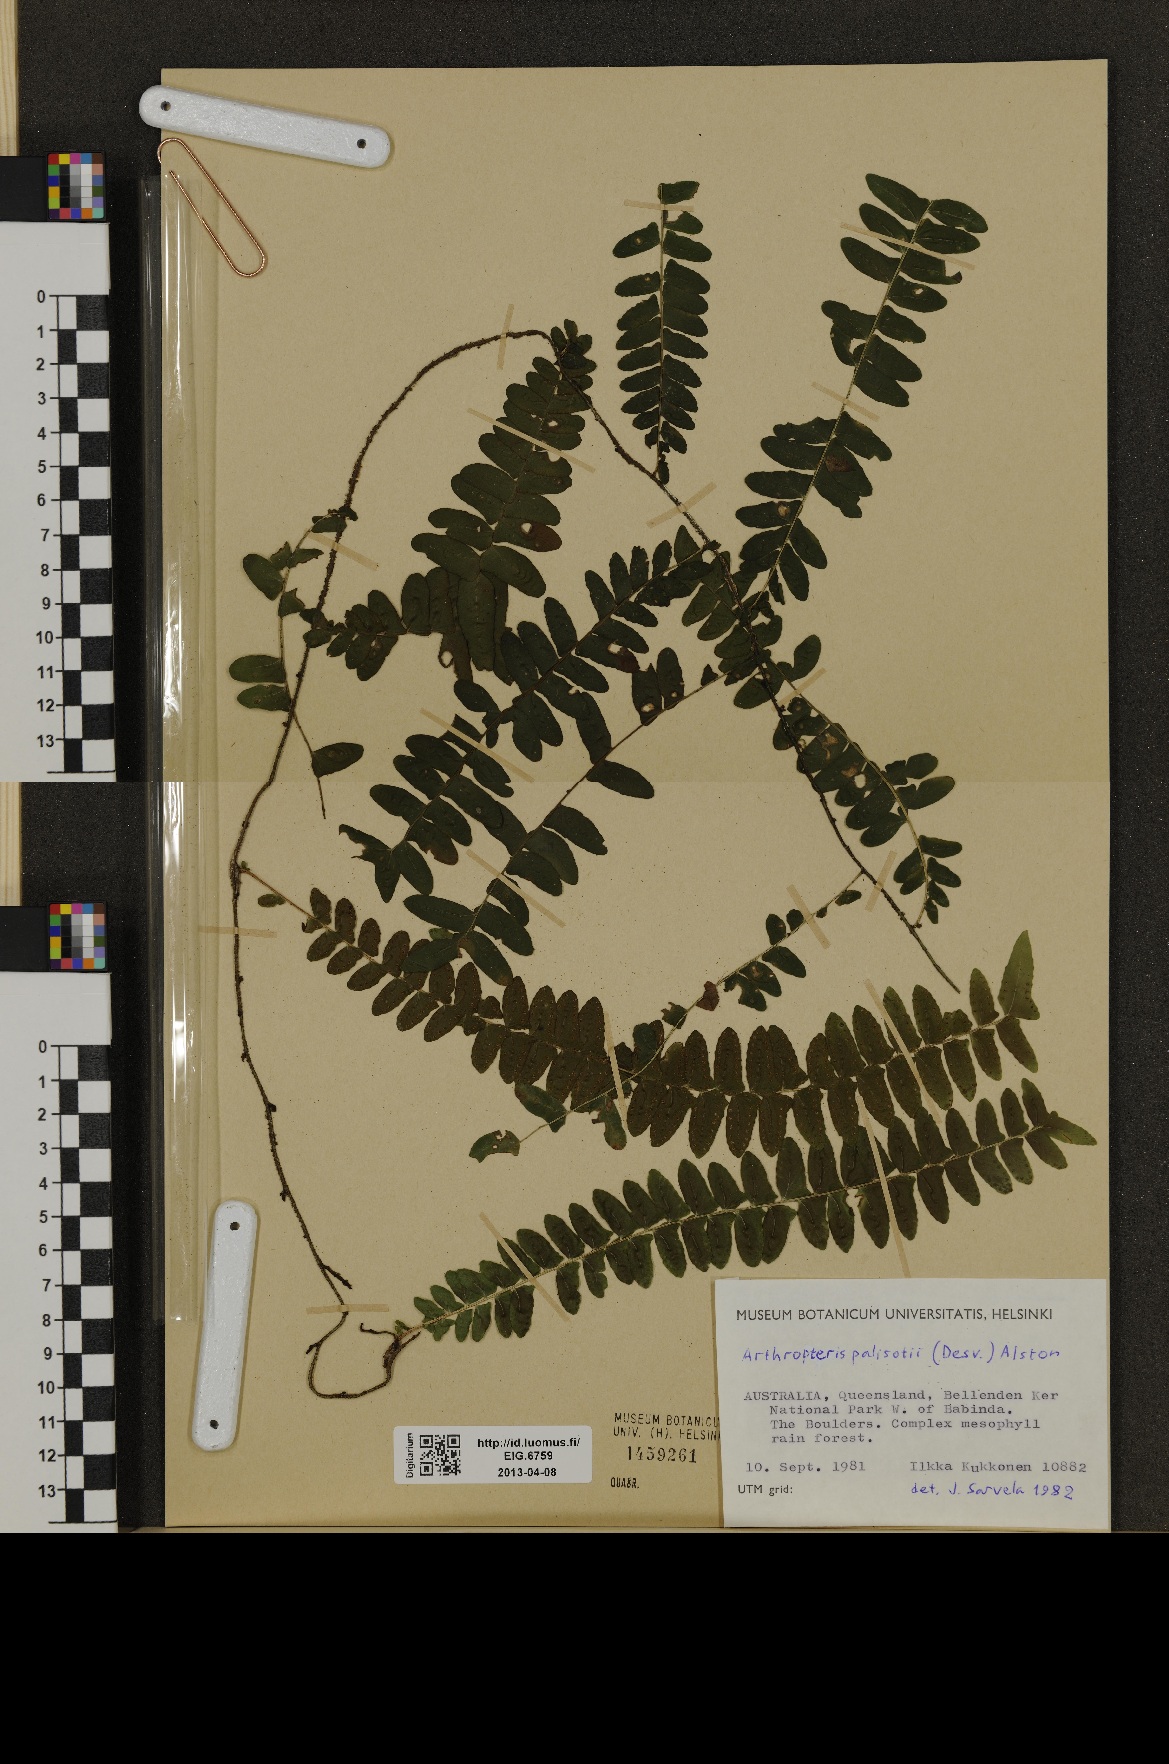 0
1
2
3
4
5
6
7
8
9
10
11
12
13
0
1
2
3
4
5
6
7
8
9
10
11
12
13
MUSEUM BOTANICUM UNIVERSITATIS, HELSINKI
Arthropteris palisotii (Desv.) Alston
AUSTRALIA, Queensland, Bellenden Ker
National Park W. of Babinda.
The Boulders. Complex mesophyll
rain forest.
10. Sept. 1981 Ilkka Kukkonen 10882
UTM grid: det. J. Sarvela 1982
Digitarium
http://id.luomus.fi/
EIG.6759
2013-04-08
MUSEUM BOTANICU
UNIV. (H). HELSIN
1459261
QUABR.